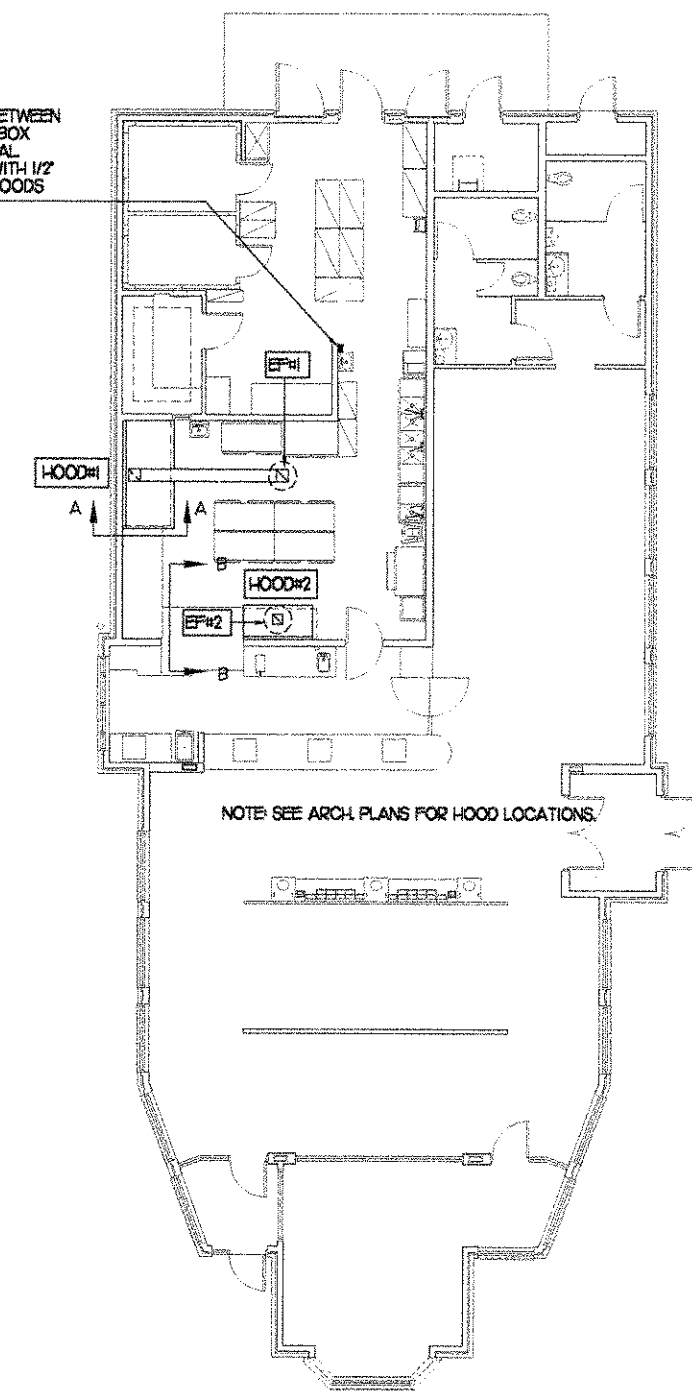 ETWEEN
BOX
AL
WITH 1/2"
OODS
EF#1
HOOD#1
A A
B
HOOD#2
EF#2
B
NOTE: SEE ARCH. PLANS FOR HOOD LOCATIONS.